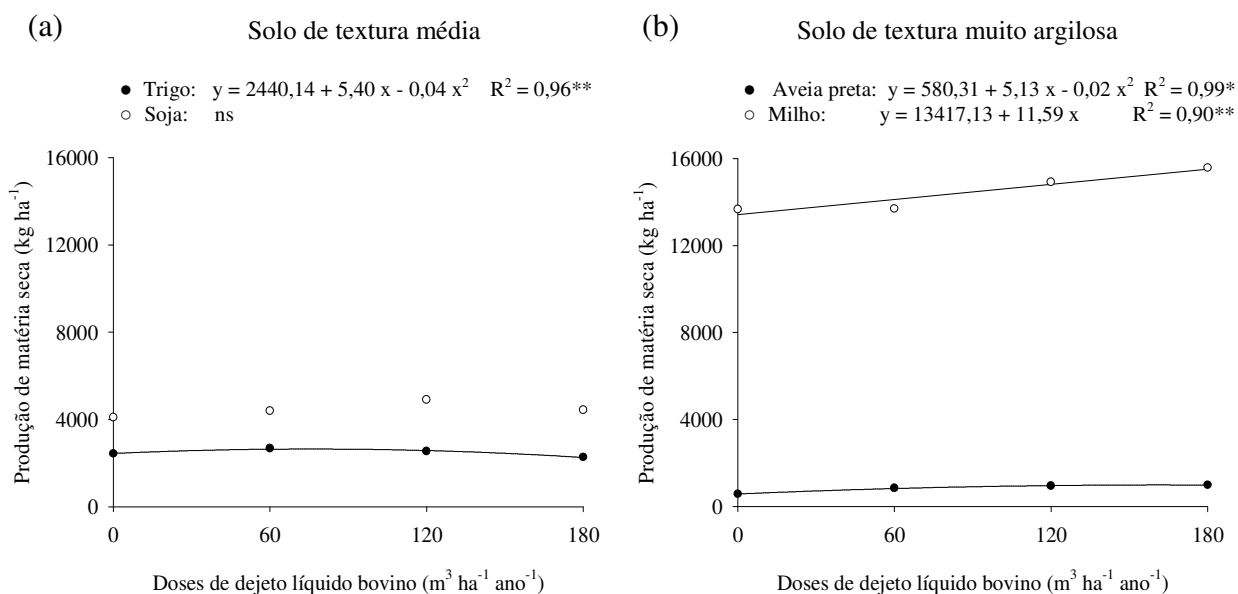 (a)
Solo de textura média
● Trigo: y = 2440,14 + 5,40 x - 0,04 x² R² = 0,96**
○ Soja: ns
Produção de matéria seca (kg ha⁻¹)
16000
12000
8000
4000
0
0 60 120 180
Doses de dejeto líquido bovino (m³ ha⁻¹ ano⁻¹)
(b)
Solo de textura muito argilosa
● Aveia preta: y = 580,31 + 5,13 x - 0,02 x² R² = 0,99*
○ Milho: y = 13417,13 + 11,59 x R² = 0,90**
Produção de matéria seca (kg ha⁻¹)
16000
12000
8000
4000
0
0 60 120 180
Doses de dejeto líquido bovino (m³ ha⁻¹ ano⁻¹)